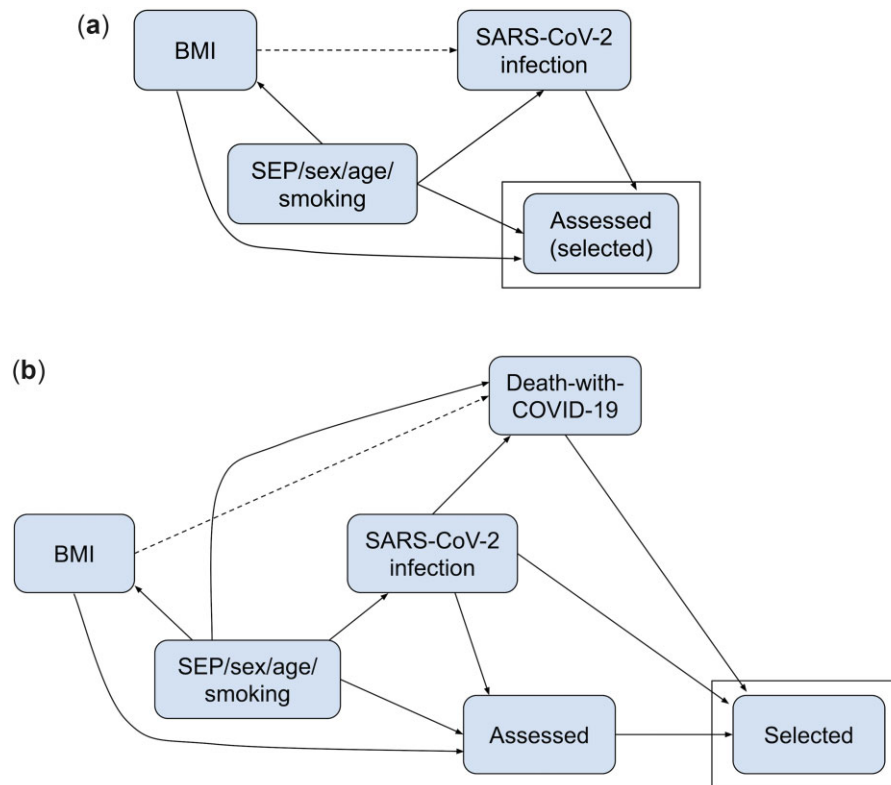 (a)
BMI
SARS-CoV-2
infection
SEP/sex/age/
smoking
Assessed
(selected)
(b)
Death-with-
COVID-19
BMI
SARS-CoV-2
infection
SEP/sex/age/
smoking
Assessed
Selected